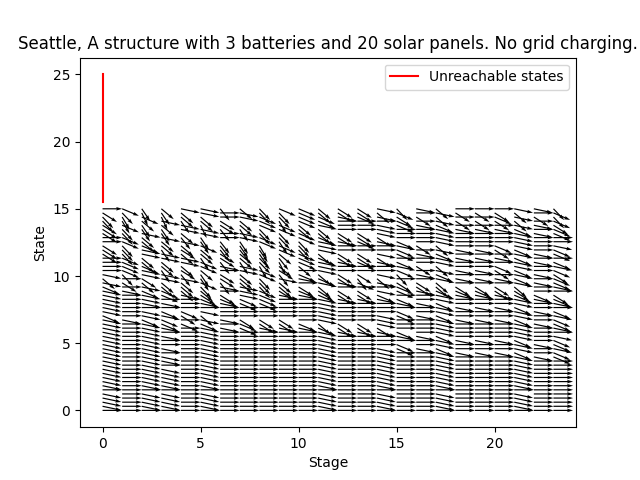 Seattle, A structure with 3 batteries and 20 solar panels. No grid charging.
Unreachable states
25
20
15
10
5
0
State
0 5 10 15 20
Stage